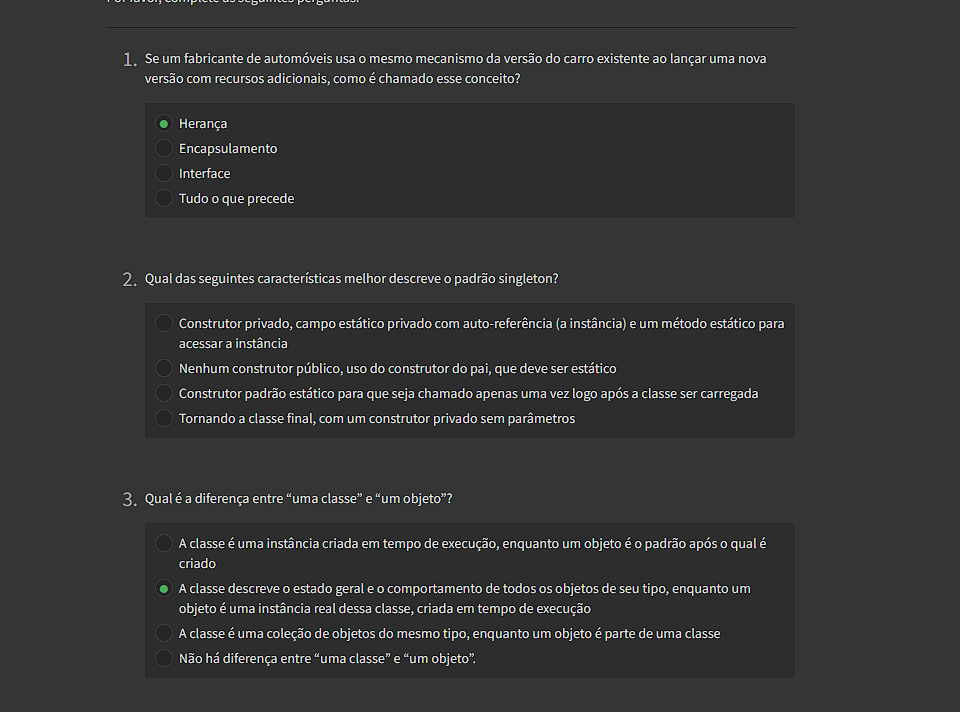 Por favor, complete as seguintes perguntas:
1. Se um fabricante de automóveis usa o mesmo mecanismo da versão do carro existente ao lançar uma nova
versão com recursos adicionais, como é chamado esse conceito?
Herança
Encapsulamento
Interface
Tudo o que precede
2. Qual das seguintes características melhor descreve o padrão singleton?
Construtor privado, campo estático privado com auto-referência (a instância) e um método estático para
acessar a instância
Nenhum construtor público, uso do construtor do pai, que deve ser estático
Construtor padrão estático para que seja chamado apenas uma vez logo após a classe ser carregada
Tornando a classe final, com um construtor privado sem parâmetros
3. Qual é a diferença entre “uma classe” e “um objeto”?
A classe é uma instância criada em tempo de execução, enquanto um objeto é o padrão após o qual é
criado
A classe descreve o estado geral e o comportamento de todos os objetos de seu tipo, enquanto um
objeto é uma instância real dessa classe, criada em tempo de execução
A classe é uma coleção de objetos do mesmo tipo, enquanto um objeto é parte de uma classe
Não há diferença entre “uma classe” e “um objeto”.